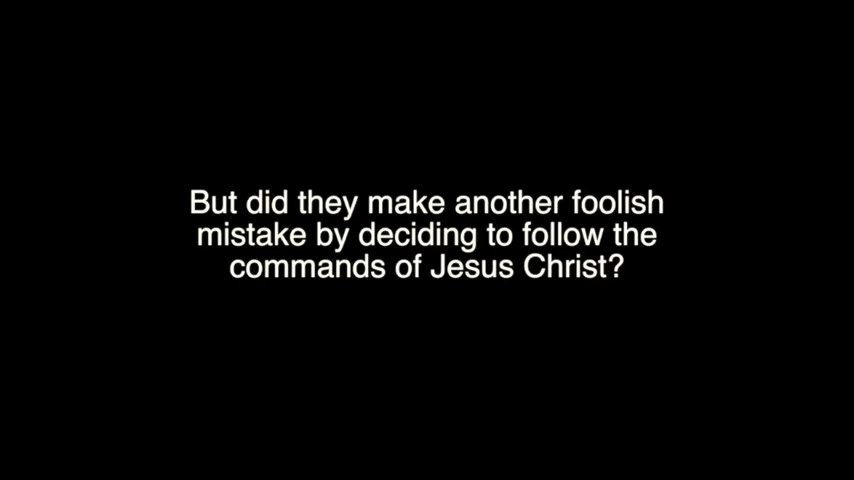 But did they make another foolish
mistake by deciding to follow the
commands of Jesus Christ?